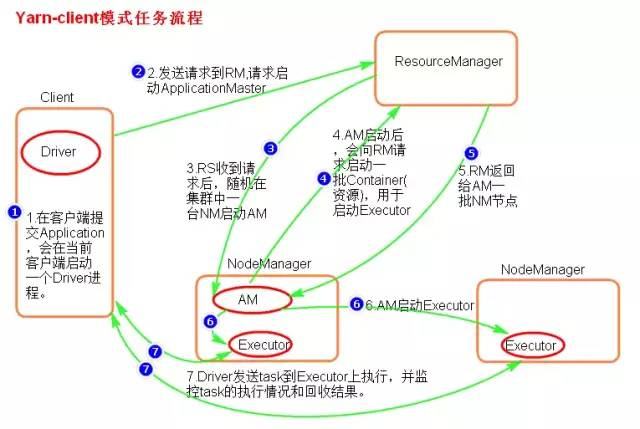 Yarn-client模式任务流程
ResourceManager
2
2.发送请求到RM,请求启
动ApplicationMaster
Client
Driver
3
3.RS收到请
求后，随机在
集群中一
台NM启动AM
4
4.AM启动后
，会向RM请
求启动一
批Container(
资源)，用于
启动Executor
5
5.RM返回
给AM一
批NM节点
1
1.在客户端提
交Application
，会在当前
客户端启动
一个Driver进
程。
NodeManager
AM
6
Executor
6
6.AM启动Executor
NodeManager
Executor
7
7
7.Driver发送task到Executor上执行，并监
控task的执行情况和回收结果。